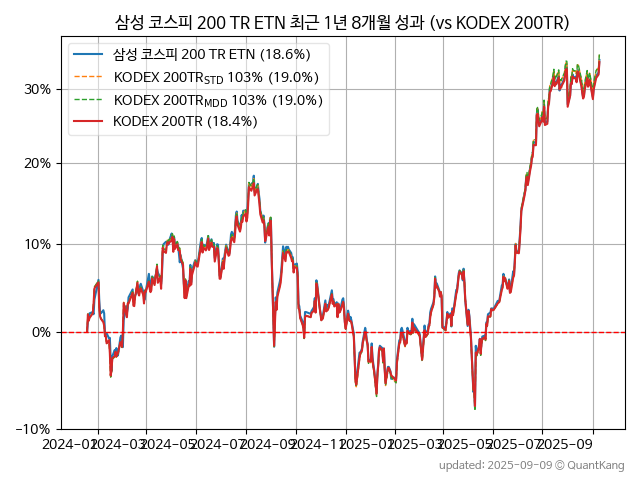 삼성 코스피 200 TR ETN 최근 1년 8개월 성과 (vs KODEX 200TR)
삼성 코스피 200 TR ETN (18.6%)
KODEX 200TRSTD 103% (19.0%)
KODEX 200TRMDD 103% (19.0%)
KODEX 200TR (18.4%)
30%
20%
10%
0%
−10%
2024-01 2024-03 2024-05 2024-07 2024-09 2024-11 2025-01 2025-03 2025-05 2025-07 2025-09
updated: 2025-09-09 © QuantKang